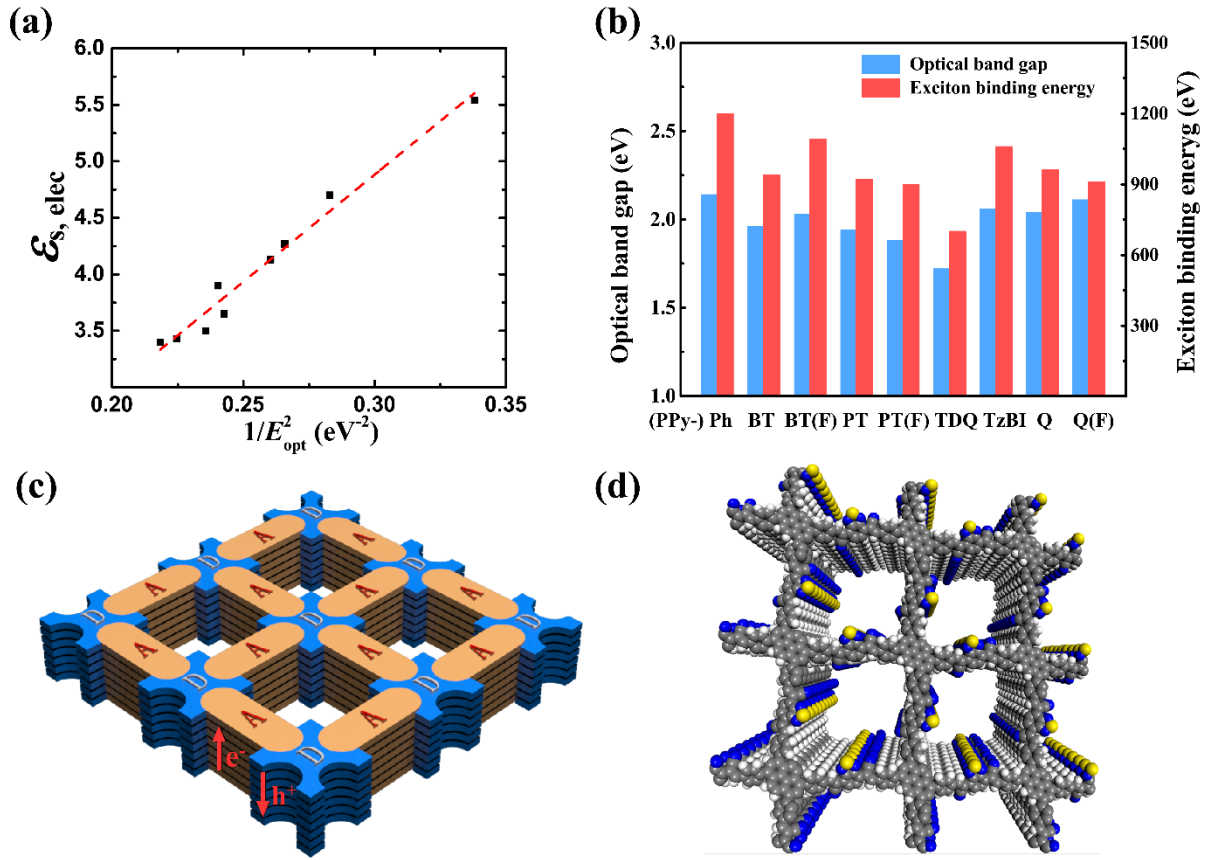 (a)
6.0
5.5
5.0
4.5
4.0
3.5
ℰs, elec
0.20 0.25 0.30 0.35
1/E²opt (eV⁻²)
(b)
3.0
2.5
2.0
1.5
1.0
Optical band gap (eV)
Optical band gap
Exciton binding energy
1500
1200
900
600
300
Exciton binding eneryg (eV)
(PPy-) Ph BT BT(F) PT PT(F) TDQ TzBI Q Q(F)
(c)
D
A A
D D
A A A A
D D D
A A A A
D D
A A
D
e⁻
h⁺
(d)